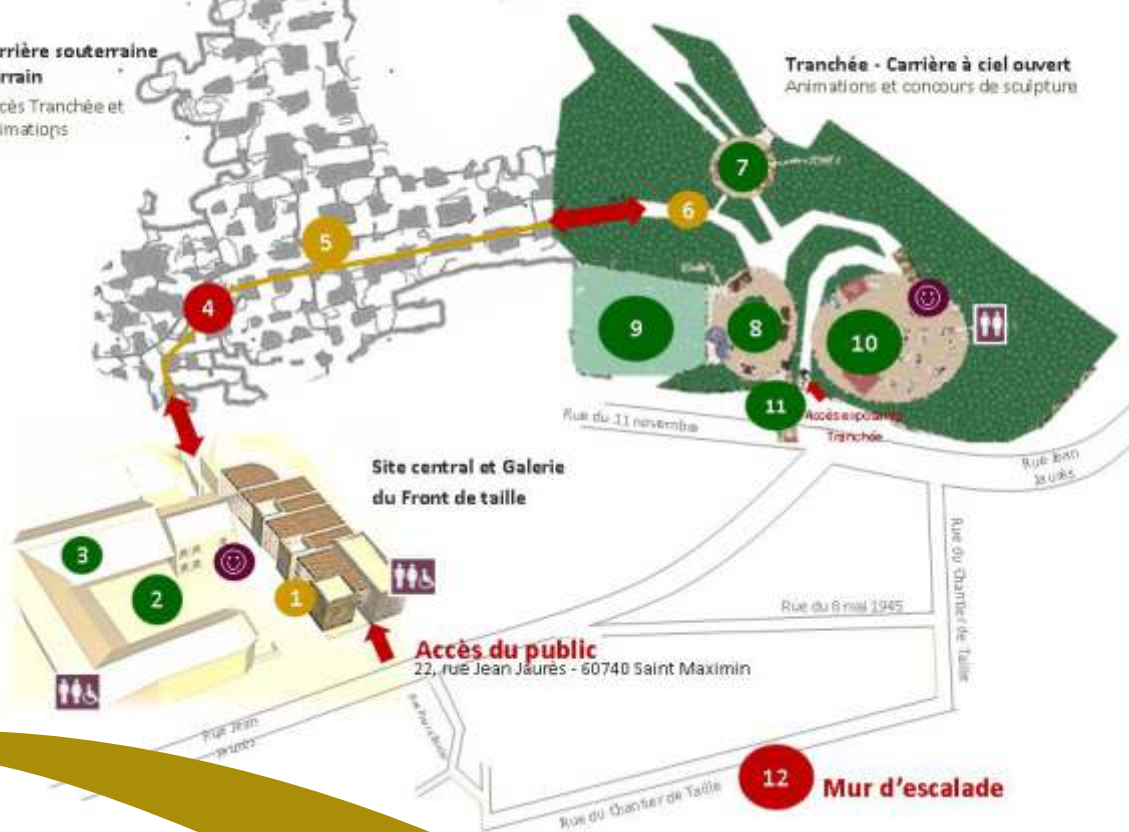 rrière souterraine
rrain
cès Tranchée et
imations
Tranchée - Carrière à ciel ouvert
Animations et concours de sculpture
7
6
5
4
9
8
10
11
Accès exposants
Tranchée
Rue du 11 novembre
Rue Jean
Jaurès
Site central et Galerie
du Front de taille
3
2
1
Rue du Chantier de Taille
Rue du 8 mai 1945
Accès du public
22, rue Jean Jaurès - 60740 Saint Maximin
Rue Jean
Jaurès
12
Mur d'escalade
Rue du Chantier de Taille